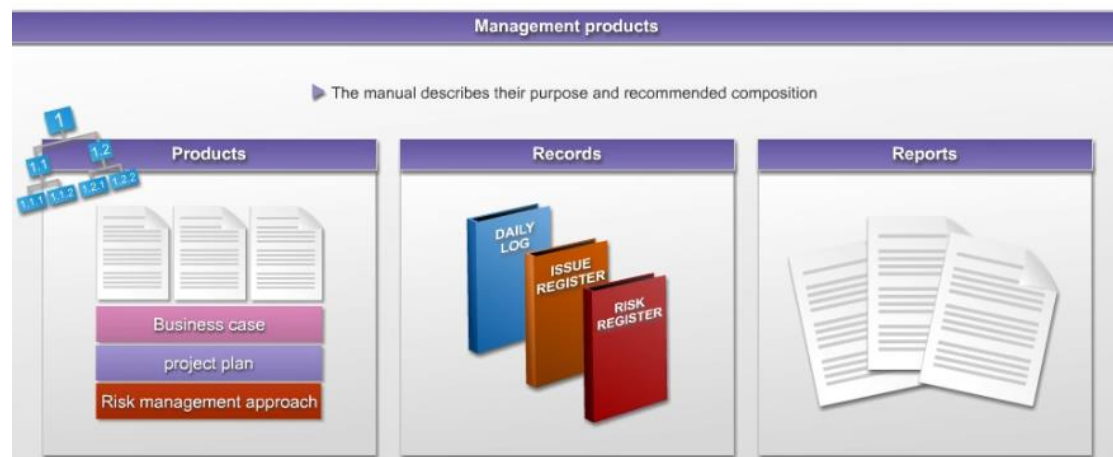 Management products
The manual describes their purpose and recommended composition
1
1.1
1.2
1.1.1
1.1.2
1.2.1
1.2.2
Products
Business case
project plan
Risk management approach
Records
DAILY
LOG
ISSUE
REGISTER
RISK
REGISTER
Reports